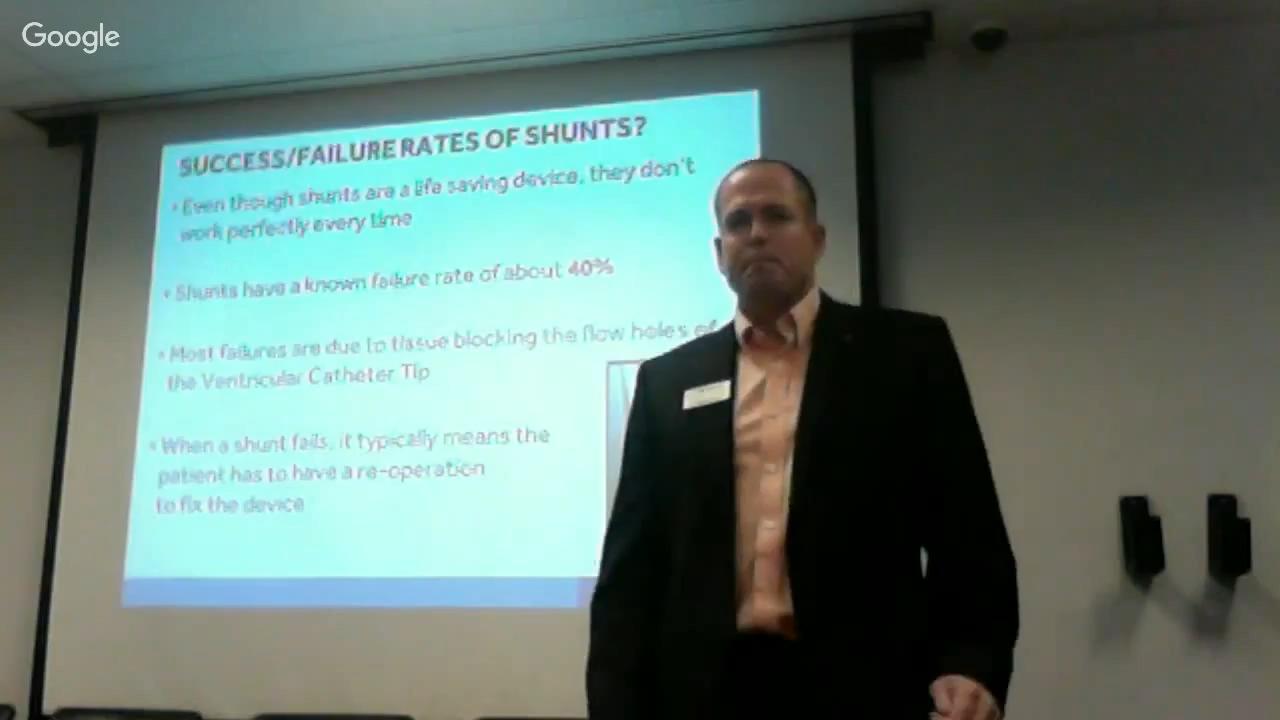 Google
SUCCESS/FAILURE RATES OF SHUNTS?
• Even though shunts are a life saving device, they don't
work perfectly every time
• Shunts have a known failure rate of about 40%
• Most failures are due to tissue blocking the flow holes of
the Ventricular Catheter Tip
• When a shunt fails, it typically means the
patient has to have a re-operation
to fix the device